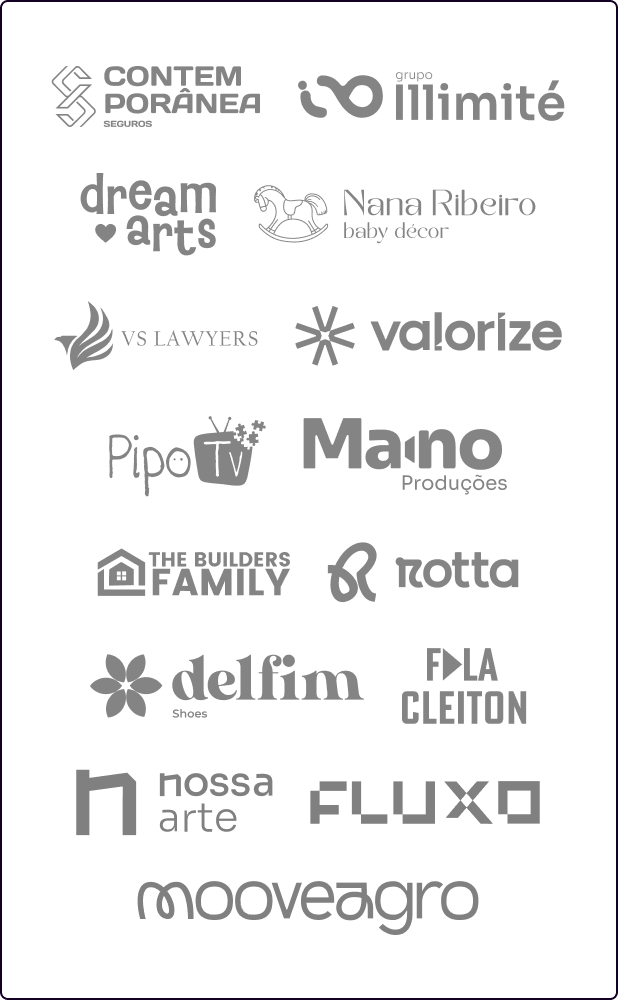 CONTEM
PORÂNEA
SEGUROS
grupo
Illimité
dream
arts
Nana Ribeiro
baby décor
VS LAWYERS
valorize
Pipo TV
Mano
Produções
THE BUILDERS
FAMILY
rotta
delfim
Shoes
FALA
CLEITON
nossa
arte
FLUXO
mooveagro